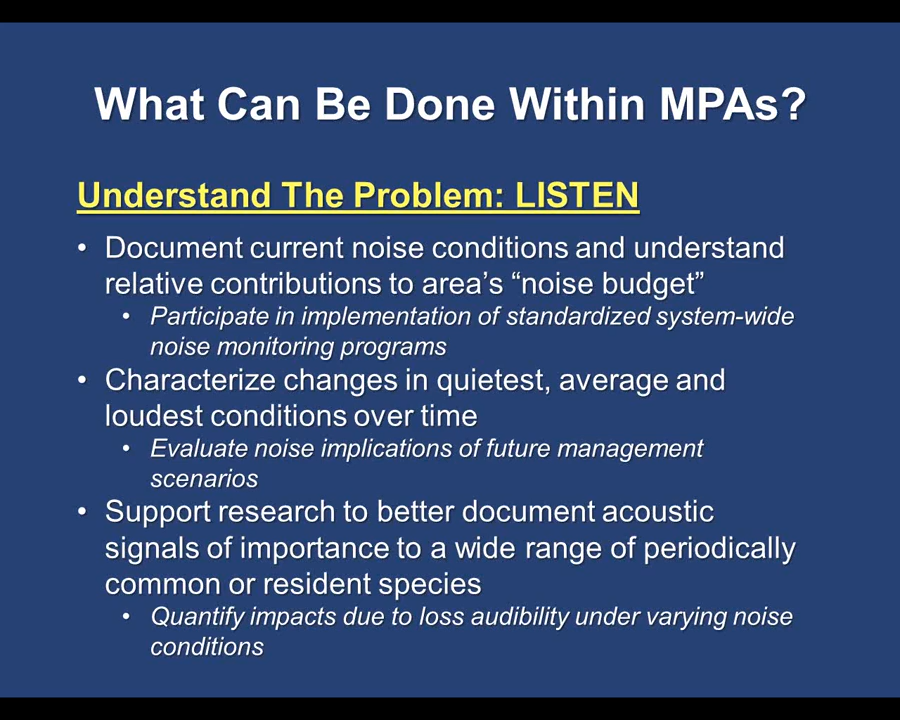 What Can Be Done Within MPAs?
Understand The Problem: LISTEN
• Document current noise conditions and understand
relative contributions to area’s “noise budget”
• Participate in implementation of standardized system-wide
noise monitoring programs
• Characterize changes in quietest, average and
loudest conditions over time
• Evaluate noise implications of future management
scenarios
• Support research to better document acoustic
signals of importance to a wide range of periodically
common or resident species
• Quantify impacts due to loss audibility under varying noise
conditions